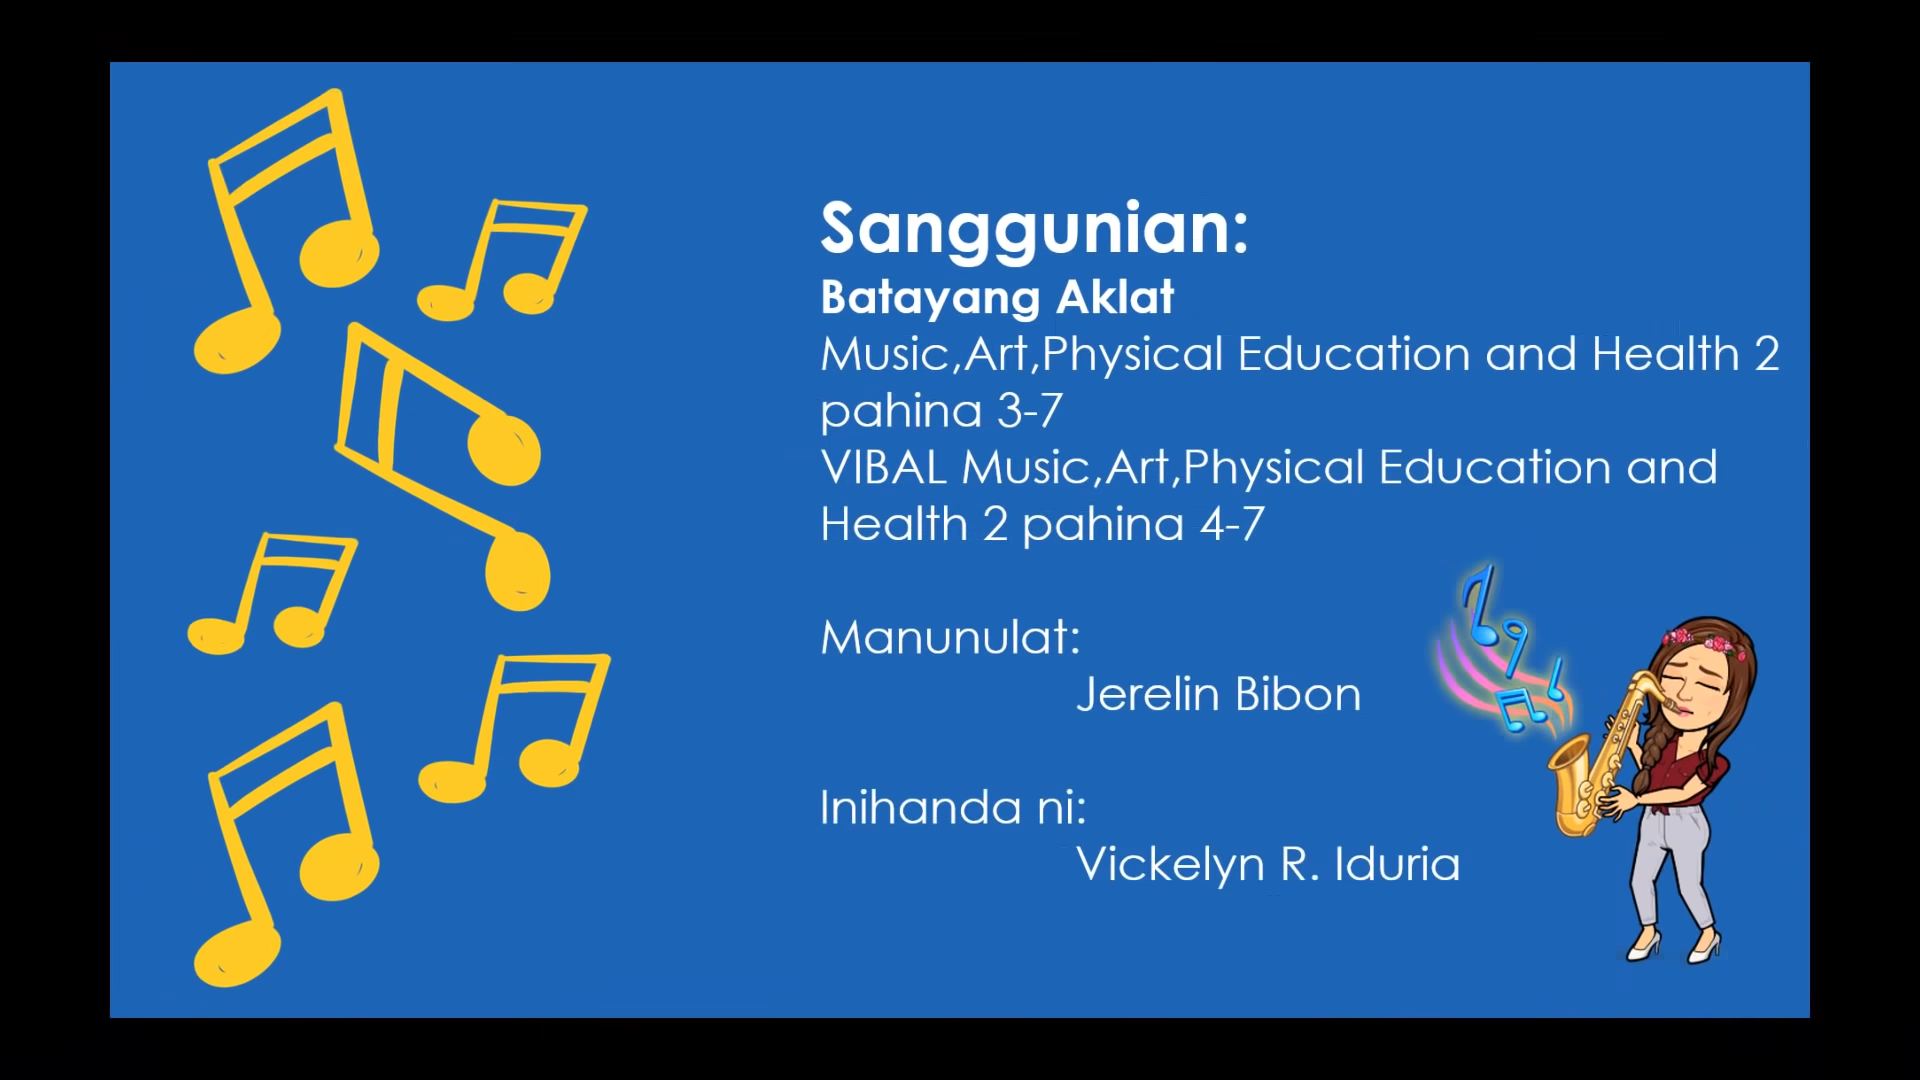 Sanggunian:
Batayang Aklat
Music,Art,Physical Education and Health 2
pahina 3-7
VIBAL Music,Art,Physical Education and
Health 2 pahina 4-7
Manunulat:
Jerelin Bibon
Inihanda ni:
Vickelyn R. Iduria